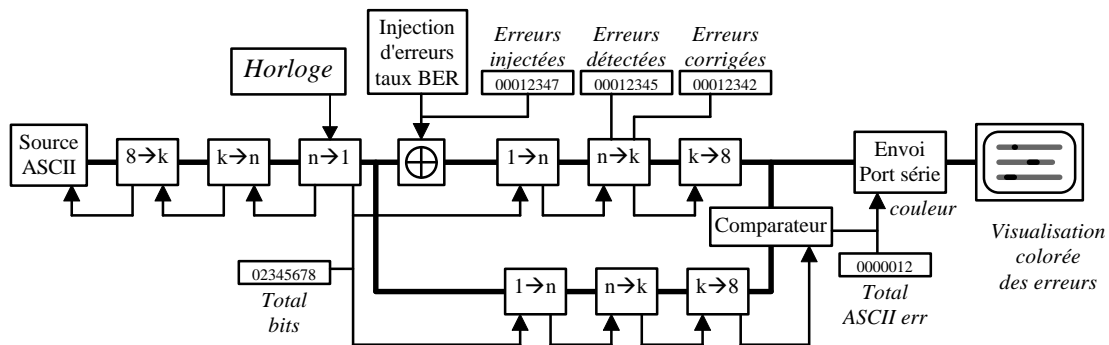 Injection
d'erreurs
taux BER
Erreurs
injectées
00012347
Erreurs
détectées
00012345
Erreurs
corrigées
00012342
Horloge
Source
ASCII
8→k
k→n
n→1
1→n
n→k
k→8
Envoi
Port série
couleur
Comparateur
Visualisation
colorée
des erreurs
02345678
Total
bits
1→n
n→k
k→8
0000012
Total
ASCII err